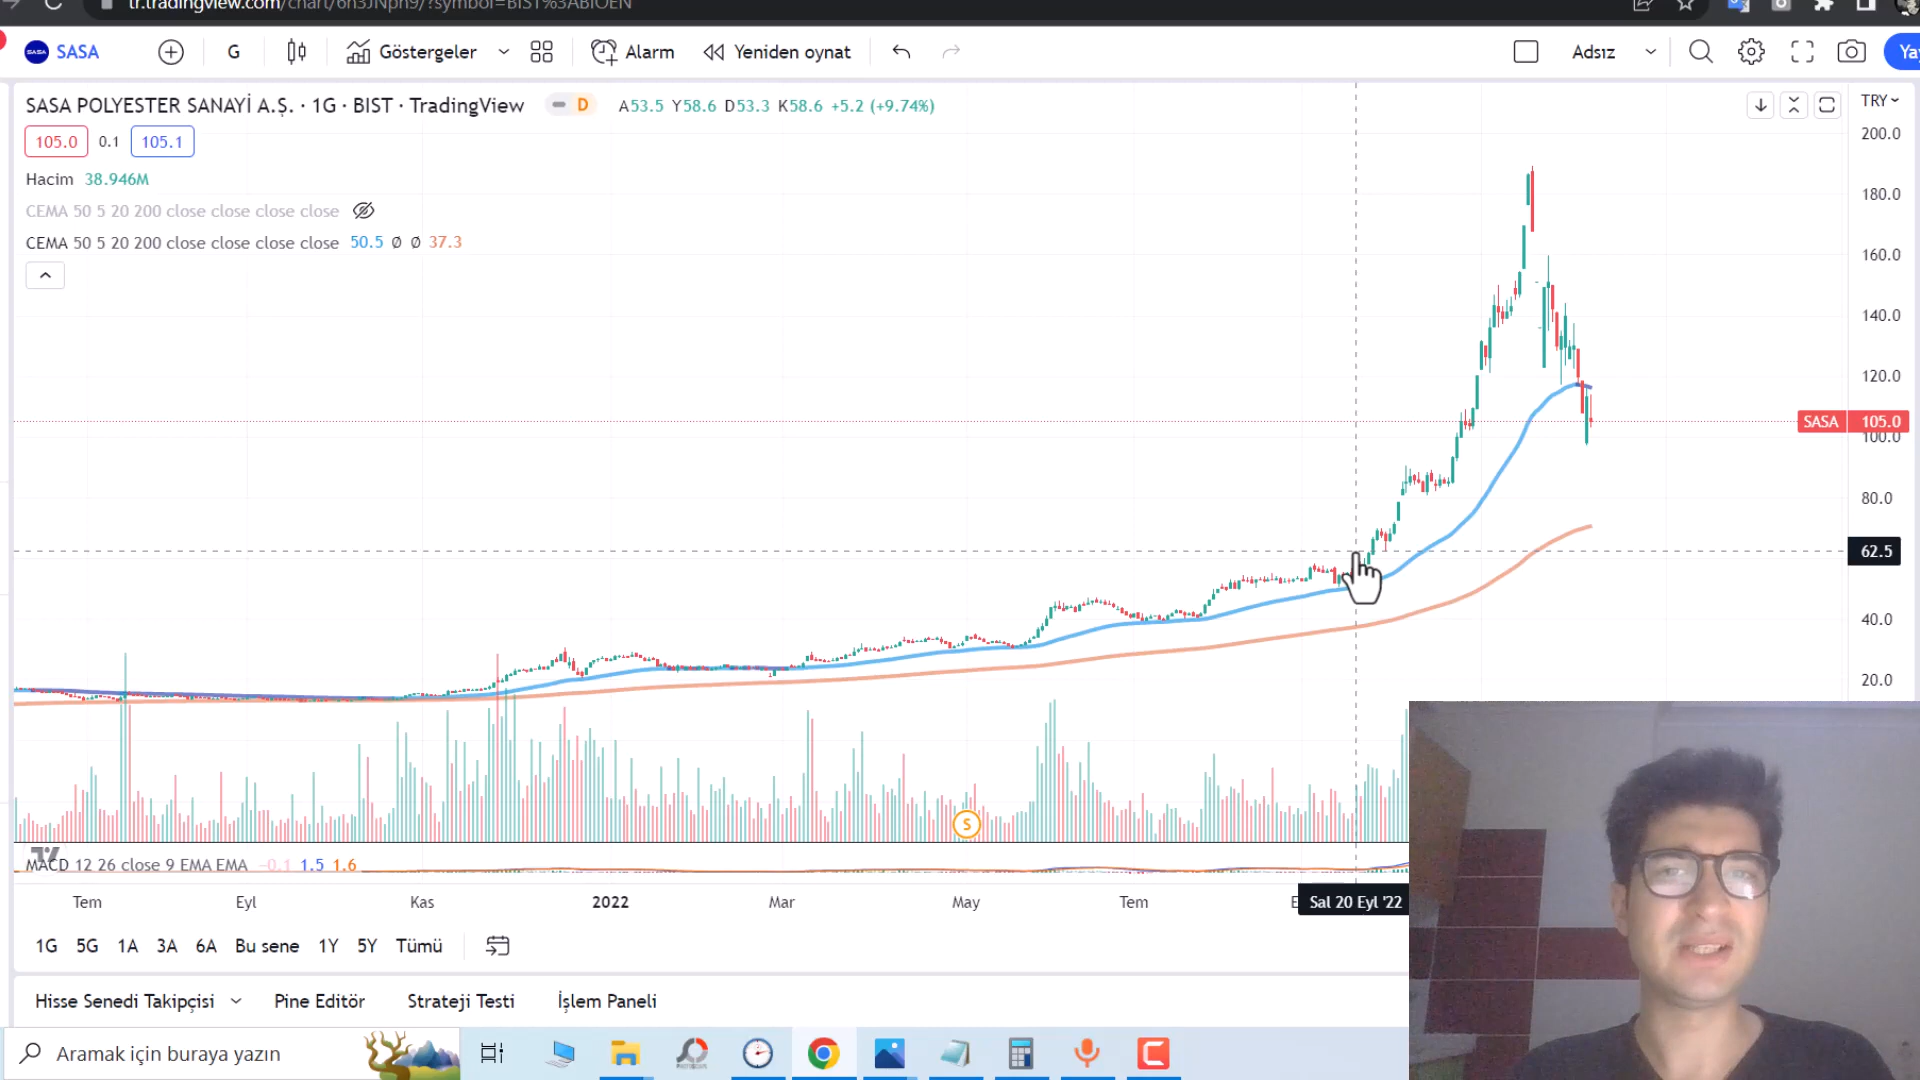 tr.tradingview.com/chart/6h3JNph9/?symbol=BIST%3ABIOEN
SASA G Göstergeler Alarm Yeniden oynat Adsız
SASA POLYESTER SANAYİ A.Ş. · 1G · BIST · TradingView D A53.5 Y58.6 D53.3 K58.6 +5.2 (+9.74%) TRY
105.0 0.1 105.1
Hacim 38.946M
CEMA 50 5 20 200 close close close close
CEMA 50 5 20 200 close close close close 50.5 Ø Ø 37.3
200.0
180.0
160.0
140.0
120.0
SASA 105.0
100.0
80.0
62.5
40.0
20.0
S
MACD 12 26 close 9 EMA EMA −0.1 1.5 1.6
Tem Eyl Kas 2022 Mar May Tem Sal 20 Eyl '22
1G 5G 1A 3A 6A Bu sene 1Y 5Y Tümü
Hisse Senedi Takipçisi Pine Editör Strateji Testi İşlem Paneli
Aramak için buraya yazın